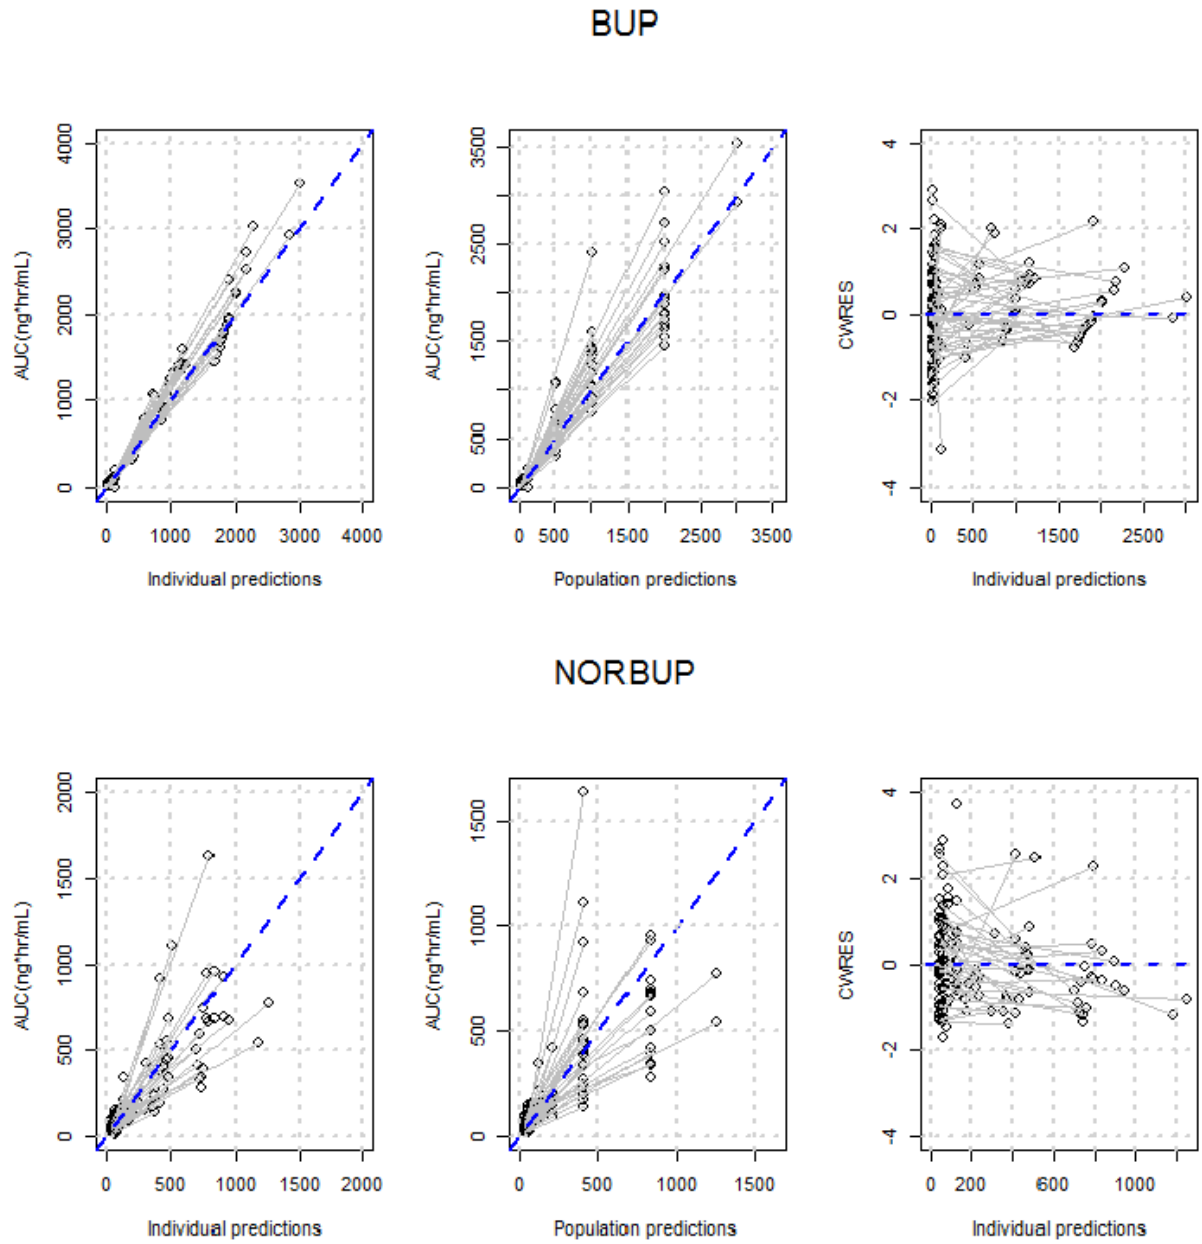 BUP
AUC(ng*hr/mL)
4000
3000
2000
1000
0
0 1000 2000 3000 4000
Individual predictions
AUC(ng*hr/mL)
3500
2500
1500
500
0
0 500 1500 2500 3500
Population predictions
CWRES
4
2
0
-2
-4
0 500 1500 2500
Individual predictions
NORBUP
AUC(ng*hr/mL)
2000
1500
1000
500
0
0 500 1000 1500 2000
Individual predictions
AUC(ng*hr/mL)
1500
1000
500
0
0 500 1000 1500
Population predictions
CWRES
4
2
0
-2
-4
0 200 600 1000
Individual predictions